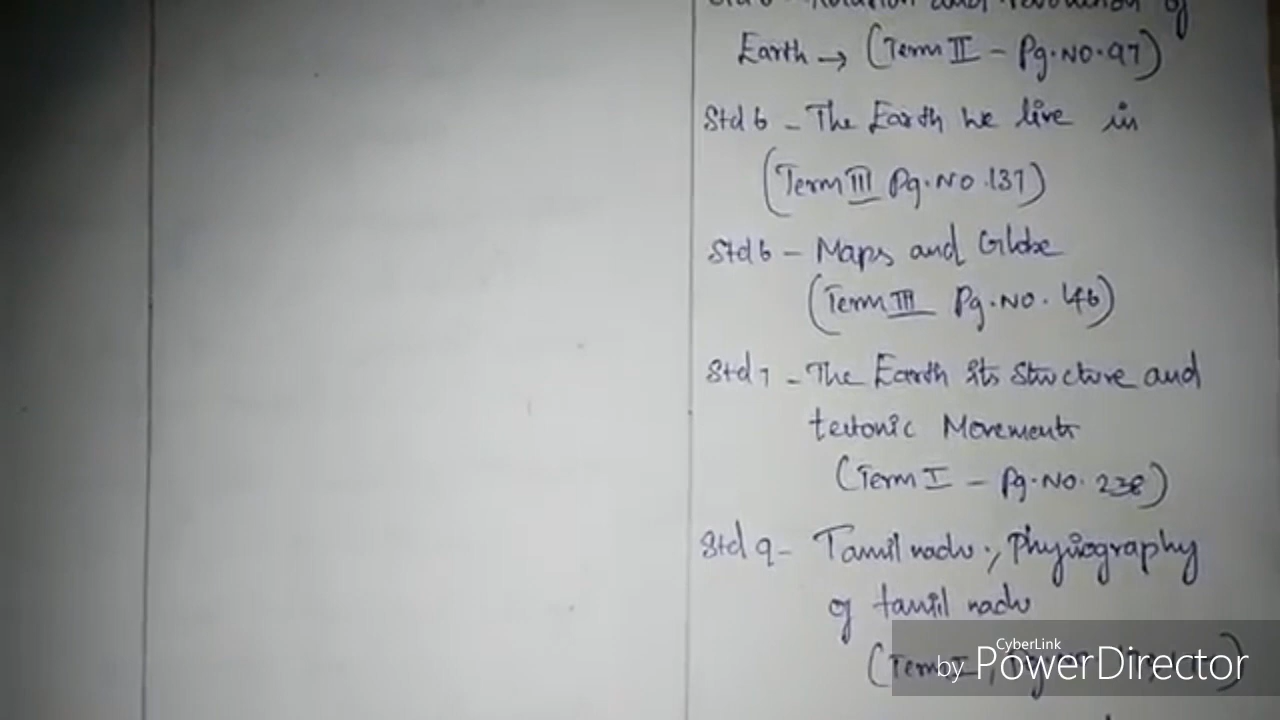 Earth → (Term II - Pg.No.97)
Std 6 - The Earth we live in
(Term III Pg.No.137)
Std 6 - Maps and Globe
(Term III Pg.No. 146)
Std 7 - The Earth its structure and
tectonic Movements
(Term I - Pg.No. 238)
Std 9 - Tamil nadu ., Physiography
of tamil nadu
(Term I,
CyberLink
by PowerDirector